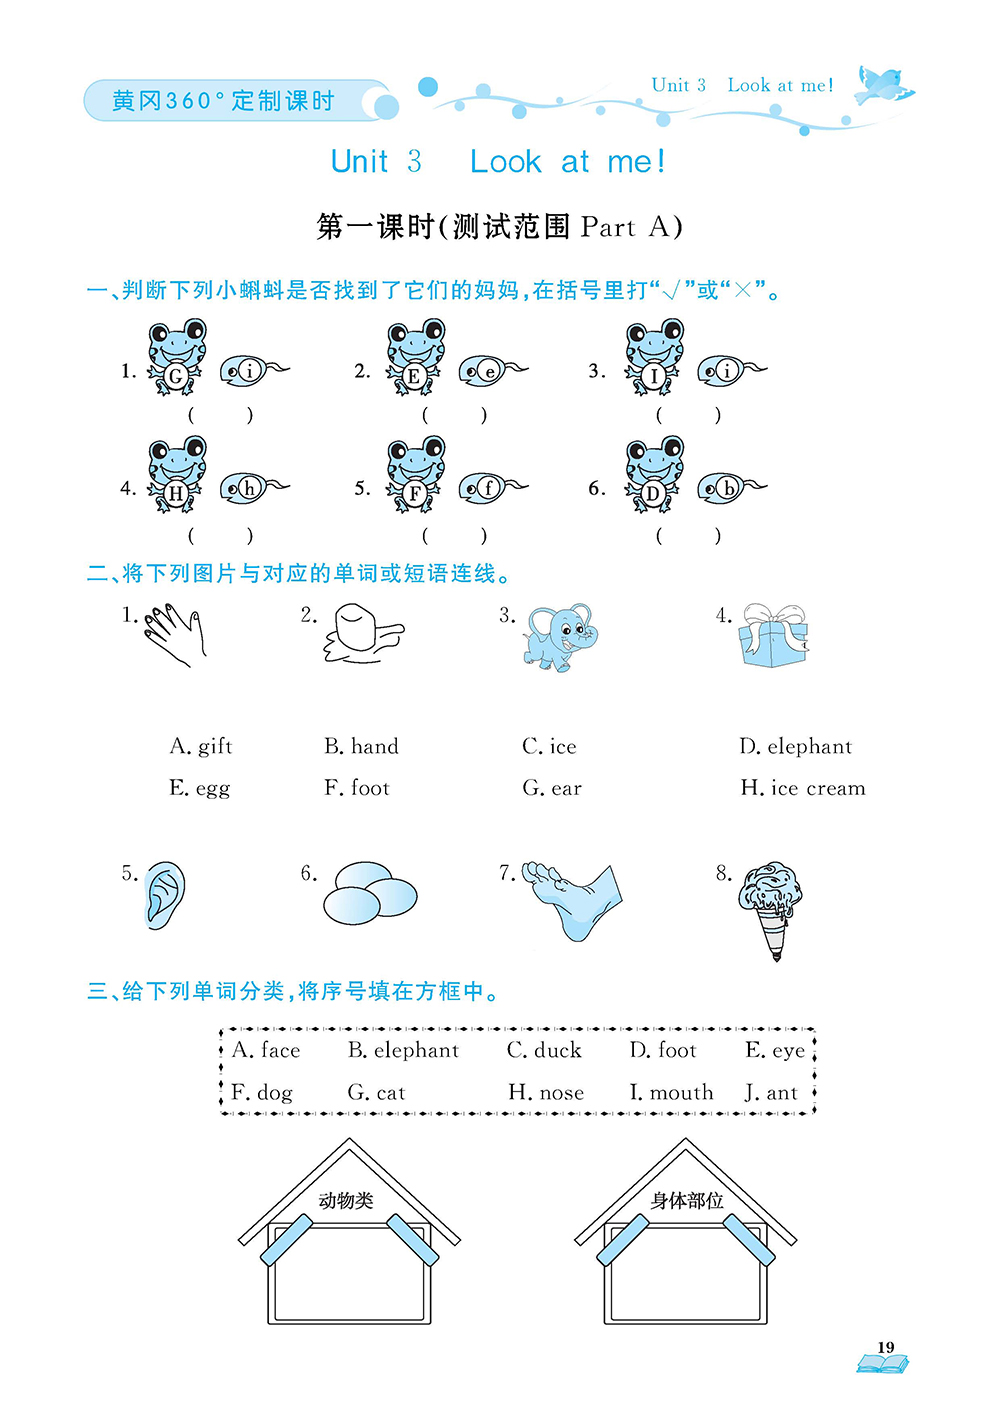 黄冈360°定制课时
Unit 3 Look at me!
Unit 3 Look at me!
第一课时(测试范围 Part A)
一、判断下列小蝌蚪是否找到了它们的妈妈,在括号里打“√”或“×”。
1. G i 2. E e 3. I i
( ) ( ) ( )
4. H h 5. F f 6. D b
( ) ( ) ( )
二、将下列图片与对应的单词或短语连线。
1. 2. 3. 4.
A. gift B. hand C. ice D. elephant
E. egg F. foot G. ear H. ice cream
5. 6. 7. 8.
三、给下列单词分类,将序号填在方框中。
A. face B. elephant C. duck D. foot E. eye
F. dog G. cat H. nose I. mouth J. ant
动物类 身体部位
19